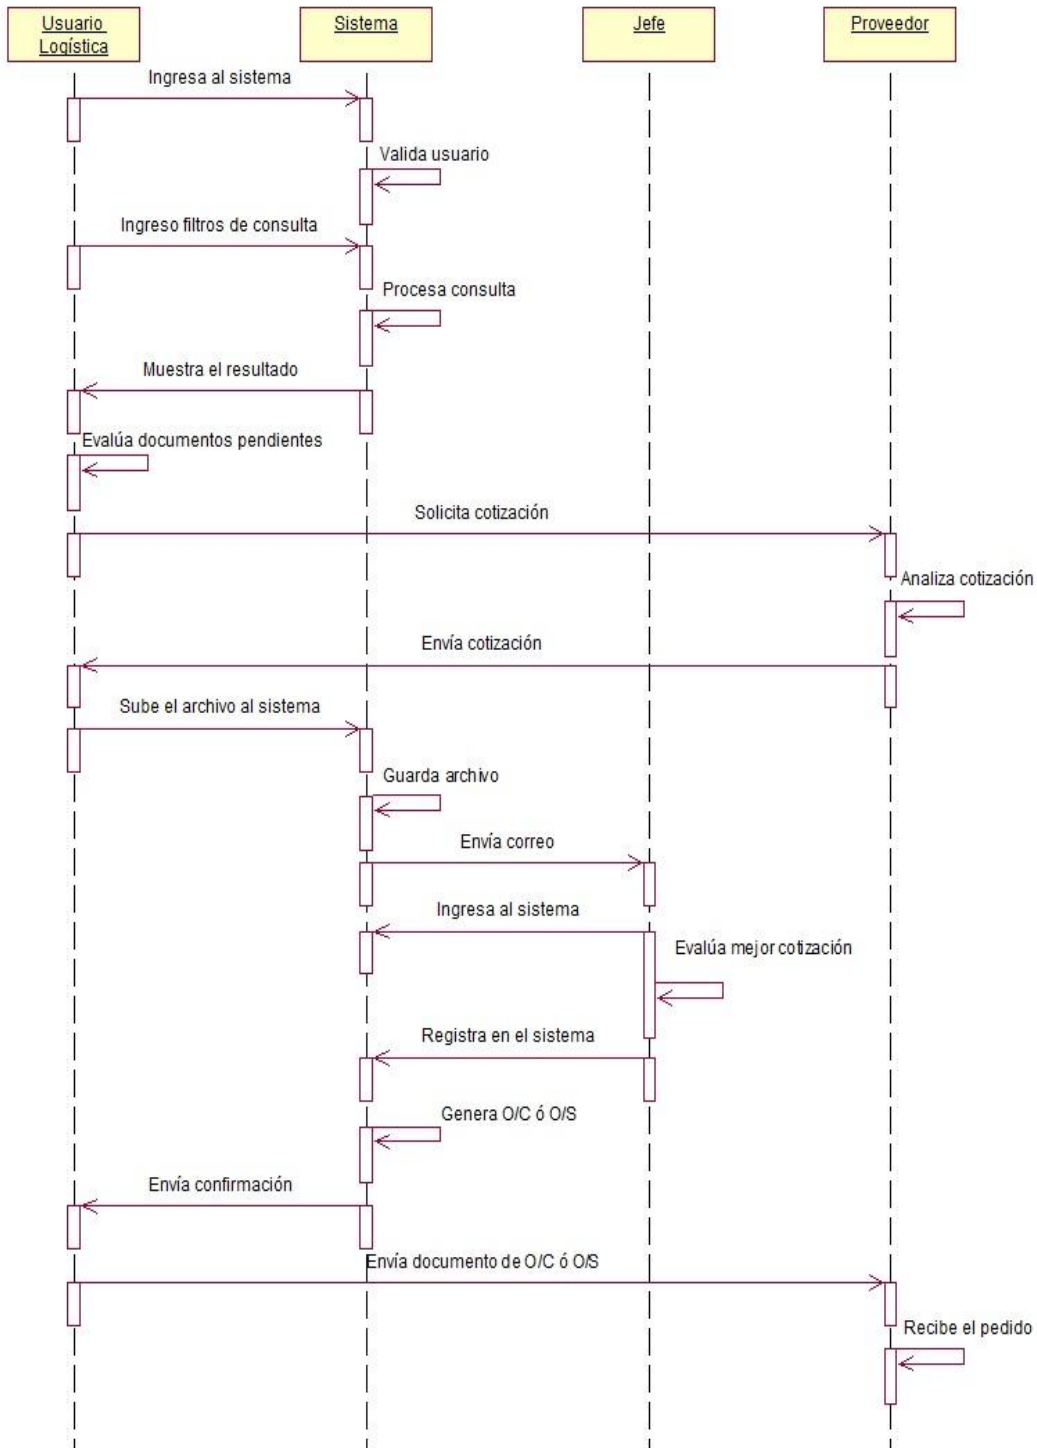 Usuario
Logística
Sistema
Jefe
Proveedor
Ingresa al sistema
Valida usuario
Ingreso filtros de consulta
Procesa consulta
Muestra el resultado
Evalúa documentos pendientes
Solicita cotización
Analiza cotización
Envía cotización
Sube el archivo al sistema
Guarda archivo
Envía correo
Ingresa al sistema
Evalúa mejor cotización
Registra en el sistema
Genera O/C ó O/S
Envía confirmación
Envía documento de O/C ó O/S
Recibe el pedido